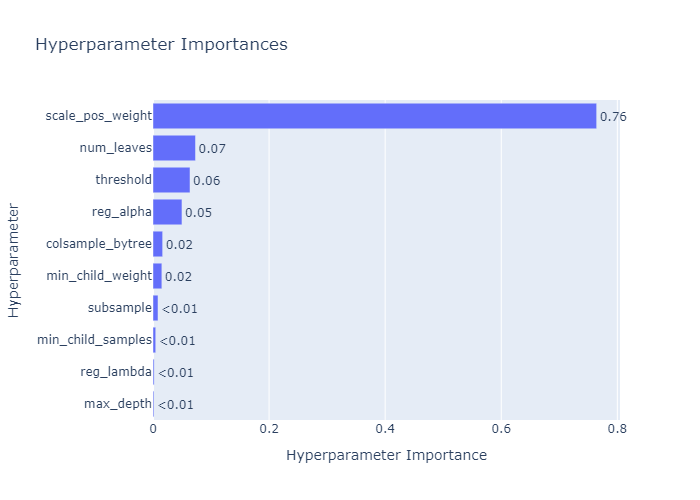 Hyperparameter Importances
Hyperparameter
scale_pos_weight 0.76
num_leaves 0.07
threshold 0.06
reg_alpha 0.05
colsample_bytree 0.02
min_child_weight 0.02
subsample <0.01
min_child_samples <0.01
reg_lambda <0.01
max_depth <0.01
0 0.2 0.4 0.6 0.8
Hyperparameter Importance